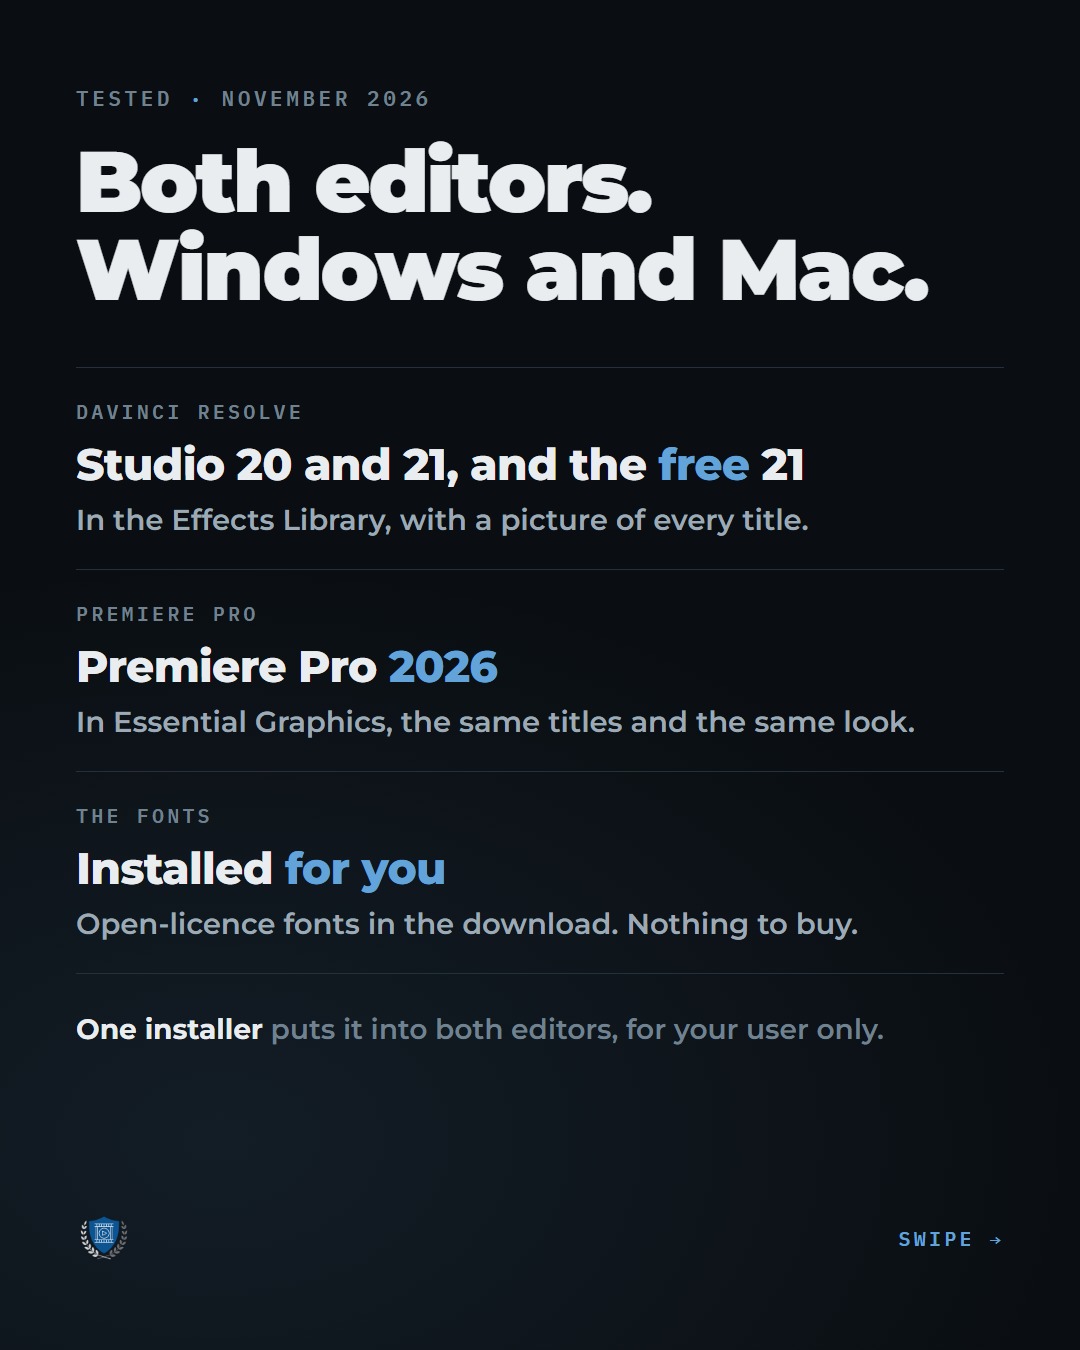 TESTED • NOVEMBER 2026
Both editors.
Windows and Mac.
DAVINCI RESOLVE
Studio 20 and 21, and the free 21
In the Effects Library, with a picture of every title.
PREMIERE PRO
Premiere Pro 2026
In Essential Graphics, the same titles and the same look.
THE FONTS
Installed for you
Open-licence fonts in the download. Nothing to buy.
One installer puts it into both editors, for your user only.
SWIPE →